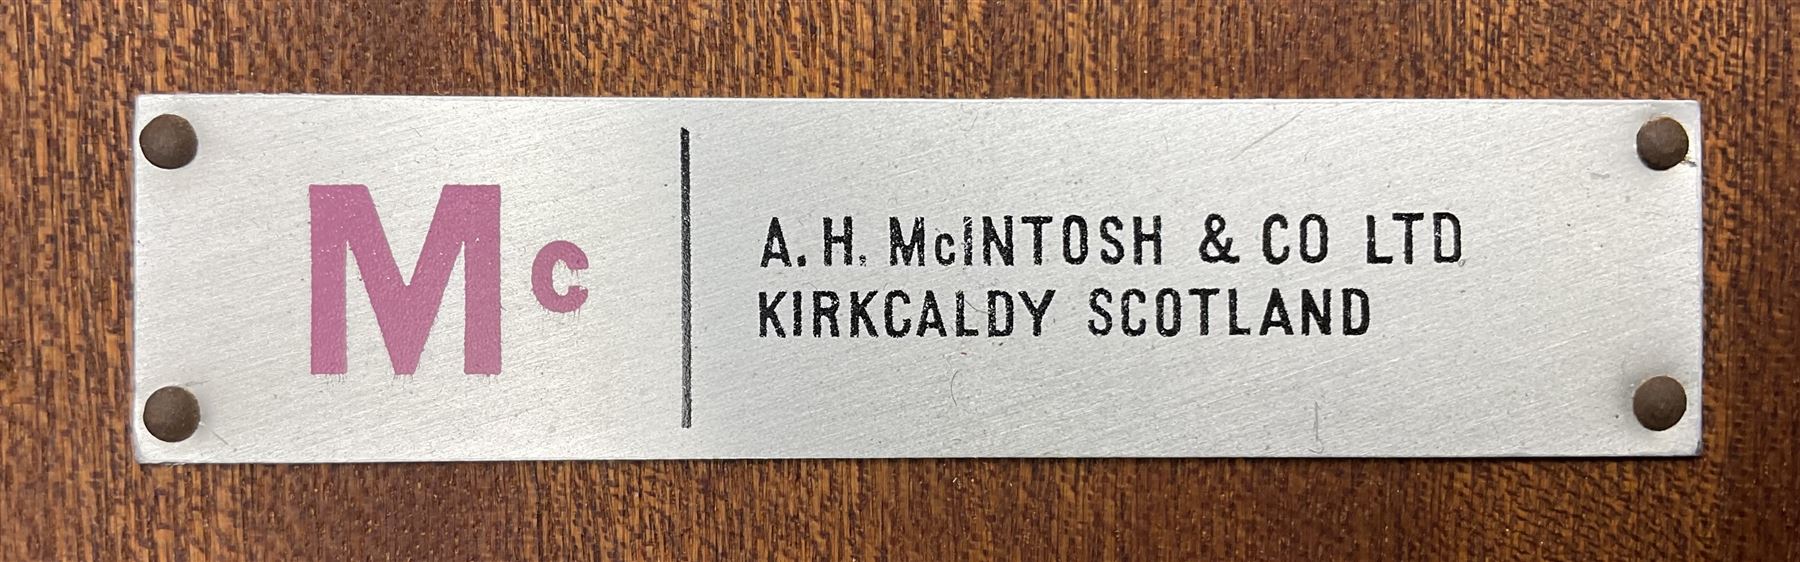 Mc
A. H. McINTOSH & CO LTD
KIRKCALDY SCOTLAND